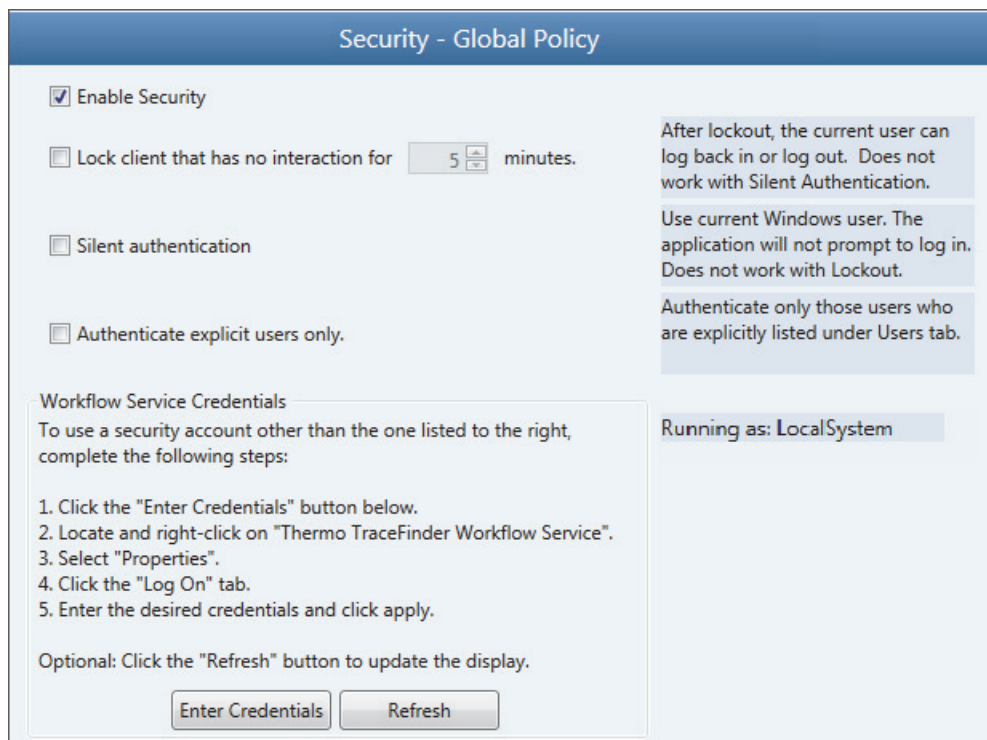 Security - Global Policy
Enable Security
Lock client that has no interaction for 5 minutes.
After lockout, the current user can
log back in or log out.  Does not
work with Silent Authentication.
Silent authentication
Use current Windows user. The
application will not prompt to log in.
Does not work with Lockout.
Authenticate explicit users only.
Authenticate only those users who
are explicitly listed under Users tab.
Workflow Service Credentials
To use a security account other than the one listed to the right,
complete the following steps:
1. Click the "Enter Credentials" button below.
2. Locate and right-click on "Thermo TraceFinder Workflow Service".
3. Select "Properties".
4. Click the "Log On" tab.
5. Enter the desired credentials and click apply.
Optional: Click the "Refresh" button to update the display.
Enter Credentials
Refresh
Running as: LocalSystem